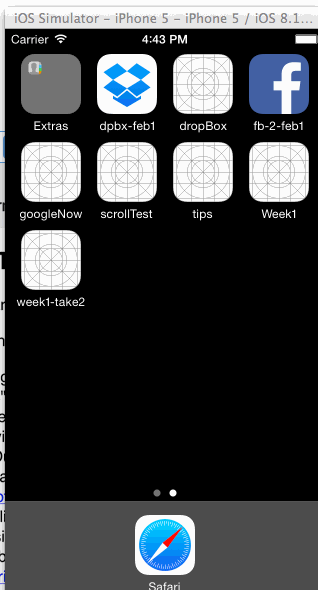 iOS Simulator - iPhone 5 - iPhone 5 / iOS 8.1...
Carrier 4:43 PM
Extras dpbx-feb1 dropBox fb-2-feb1
googleNow scrollTest tips Week1
week1-take2
Safari